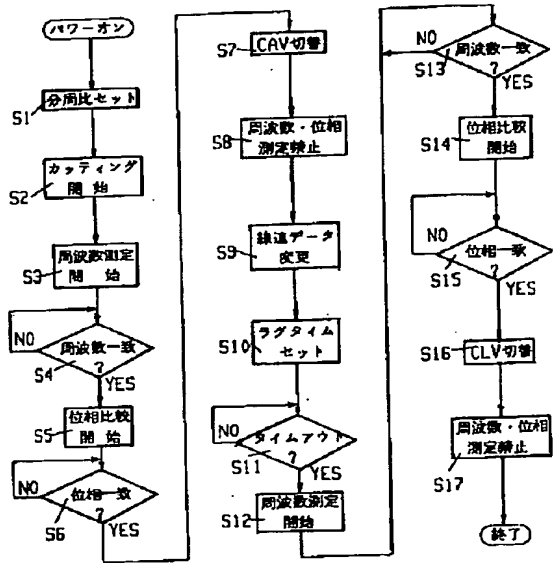 パワーオン
S1
分周比セット
S2
カッティング
開始
S3
周波数測定
開始
NO
周波数一致
?
S4
YES
S5
位相比較
開始
NO
位相一致
?
S6
YES
S7
CAV切替
S8
周波数・位相
測定禁止
S9
線速データ
変更
S10
ラグタイム
セット
NO
タイムアウト
?
S11
YES
S12
周波数測定
開始
NO
周波数一致
?
S13
YES
S14
位相比較
開始
NO
位相一致
?
S15
YES
S16
CLV切替
周波数・位相
測定禁止
S17
終了